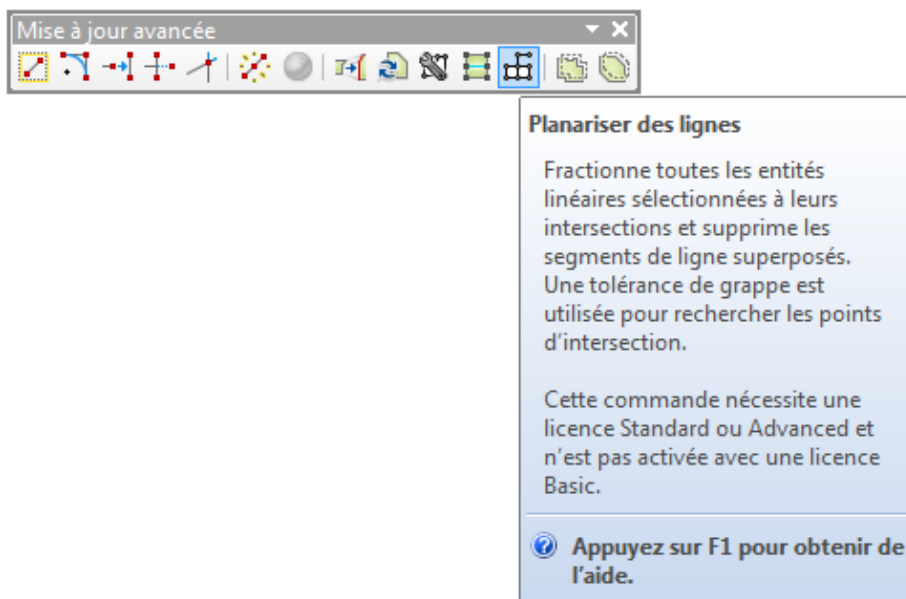 Mise à jour avancée
Planariser des lignes
Fractionne toutes les entités
linéaires sélectionnées à leurs
intersections et supprime les
segments de ligne superposés.
Une tolérance de grappe est
utilisée pour rechercher les points
d'intersection.
Cette commande nécessite une
licence Standard ou Advanced et
n'est pas activée avec une licence
Basic.
Appuyez sur F1 pour obtenir de
l'aide.